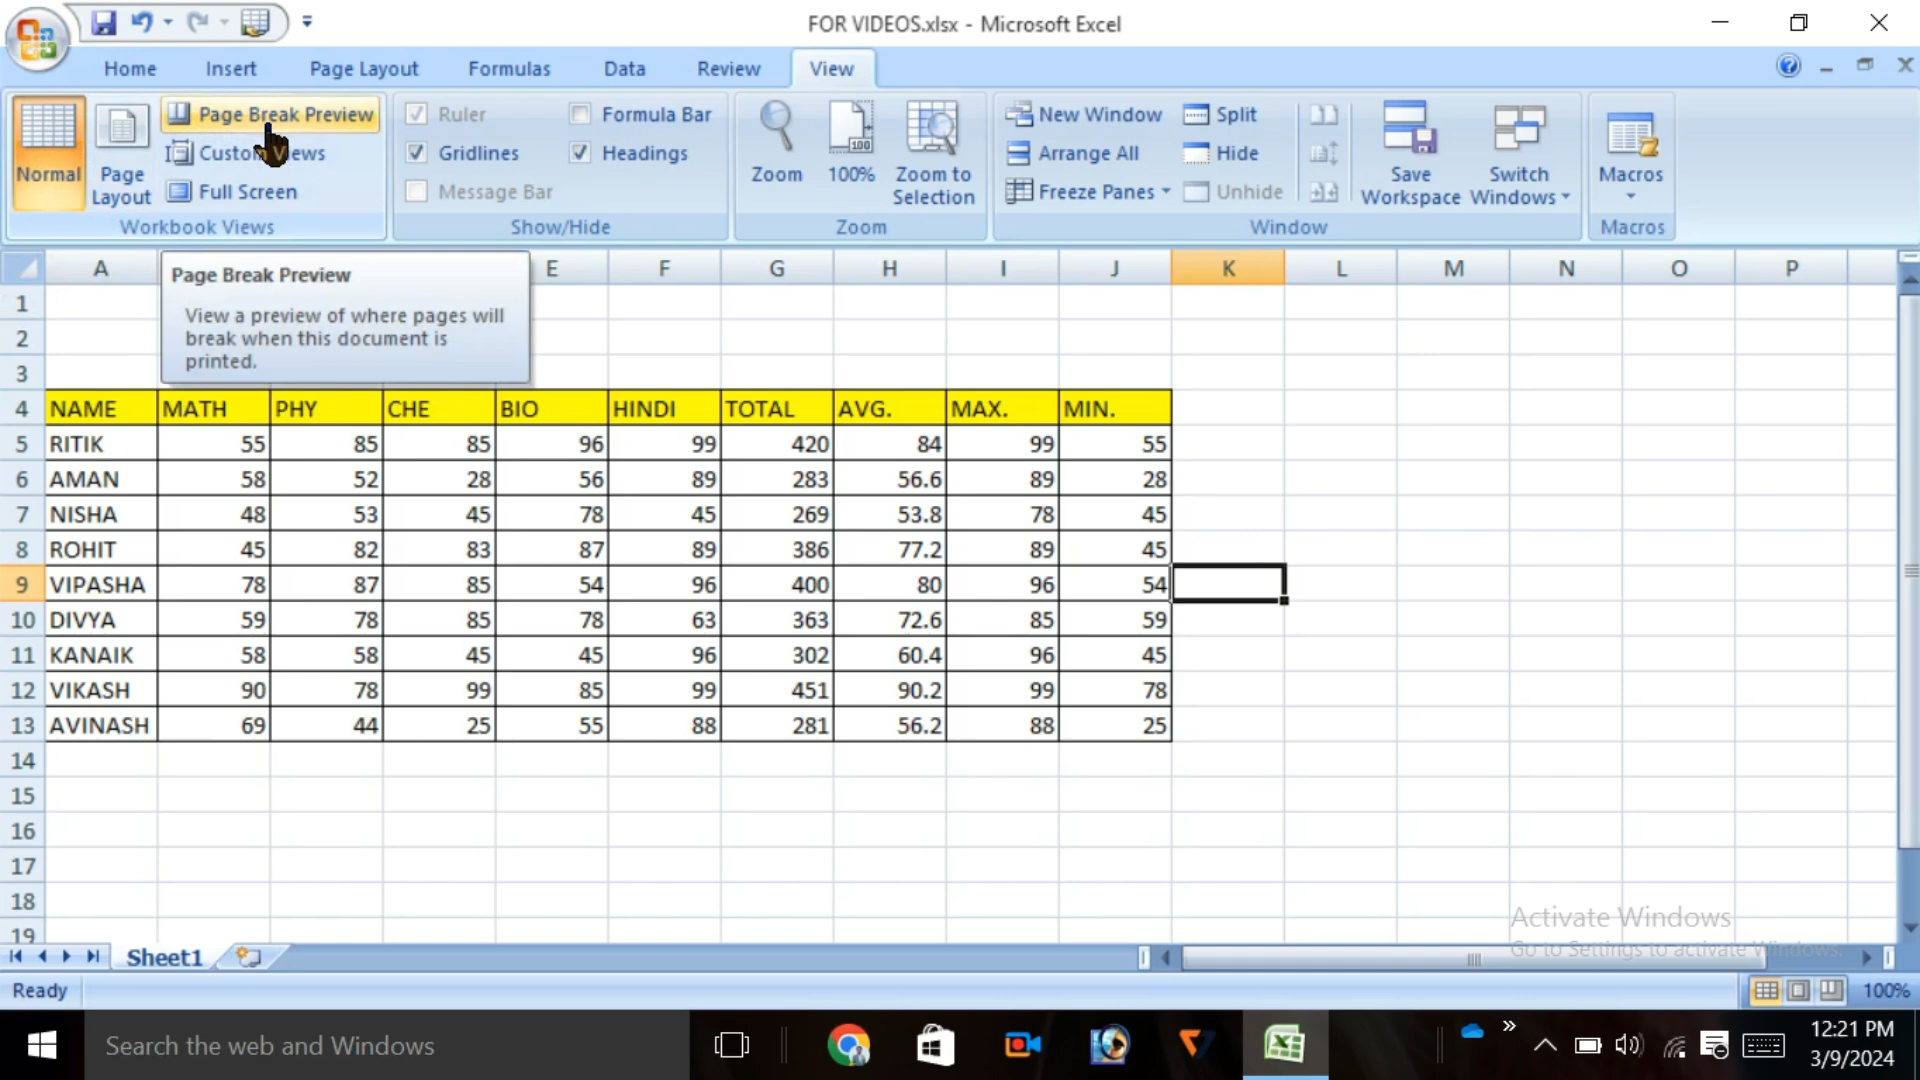 FOR VIDEOS.xlsx - Microsoft Excel
Home Insert Page Layout Formulas Data Review View
Page Break Preview Ruler Formula Bar New Window Split
Custom Views Gridlines Headings Arrange All Hide
Normal Page Layout Zoom 100% Zoom to Selection Save Workspace Switch Windows Macros
Full Screen Message Bar Freeze Panes Unhide
Workbook Views Show/Hide Zoom Window Macros
A E F G H I J K L M N O P
Page Break Preview
View a preview of where pages will
break when this document is
printed.
1
2
3
4 NAME MATH PHY CHE BIO HINDI TOTAL AVG. MAX. MIN.
5 RITIK 55 85 85 96 99 420 84 99 55
6 AMAN 58 52 28 56 89 283 56.6 89 28
7 NISHA 48 53 45 78 45 269 53.8 78 45
8 ROHIT 45 82 83 87 89 386 77.2 89 45
9 VIPASHA 78 87 85 54 96 400 80 96 54
10 DIVYA 59 78 85 78 63 363 72.6 85 59
11 KANAIK 58 58 45 45 96 302 60.4 96 45
12 VIKASH 90 78 99 85 99 451 90.2 99 78
13 AVINASH 69 44 25 55 88 281 56.2 88 25
14
15
16
17
18
19
Activate Windows
Go to Settings to activate Windows.
Sheet1
Ready 100%
Search the web and Windows
12:21 PM
3/9/2024